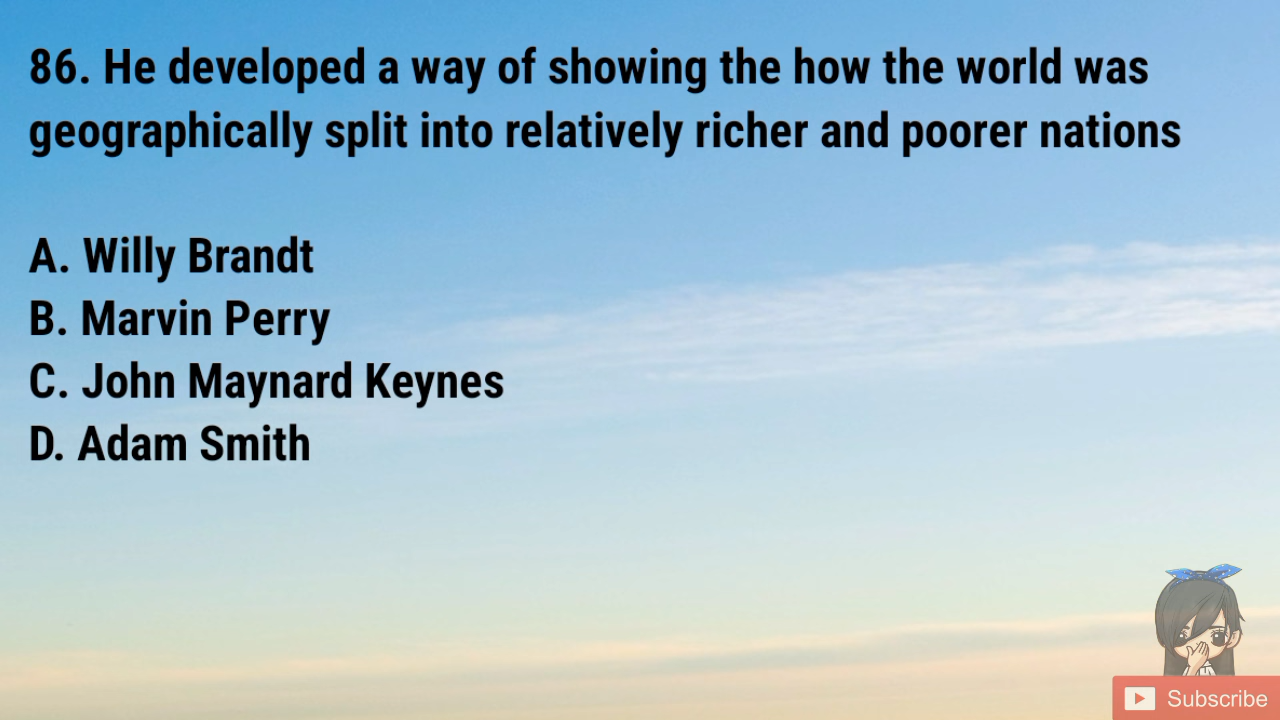 86. He developed a way of showing the how the world was
geographically split into relatively richer and poorer nations
A. Willy Brandt
B. Marvin Perry
C. John Maynard Keynes
D. Adam Smith
Subscribe